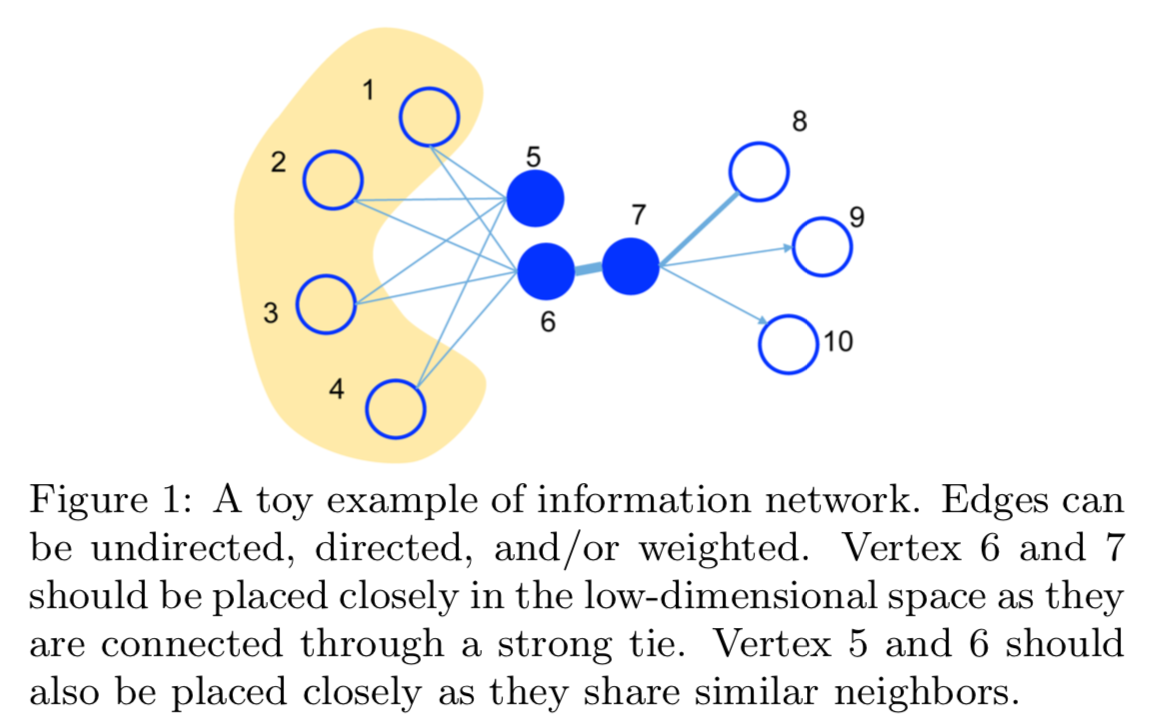 1
2
3
4
5
6
7
8
9
10
Figure 1: A toy example of information network. Edges can
be undirected, directed, and/or weighted. Vertex 6 and 7
should be placed closely in the low-dimensional space as they
are connected through a strong tie. Vertex 5 and 6 should
also be placed closely as they share similar neighbors.